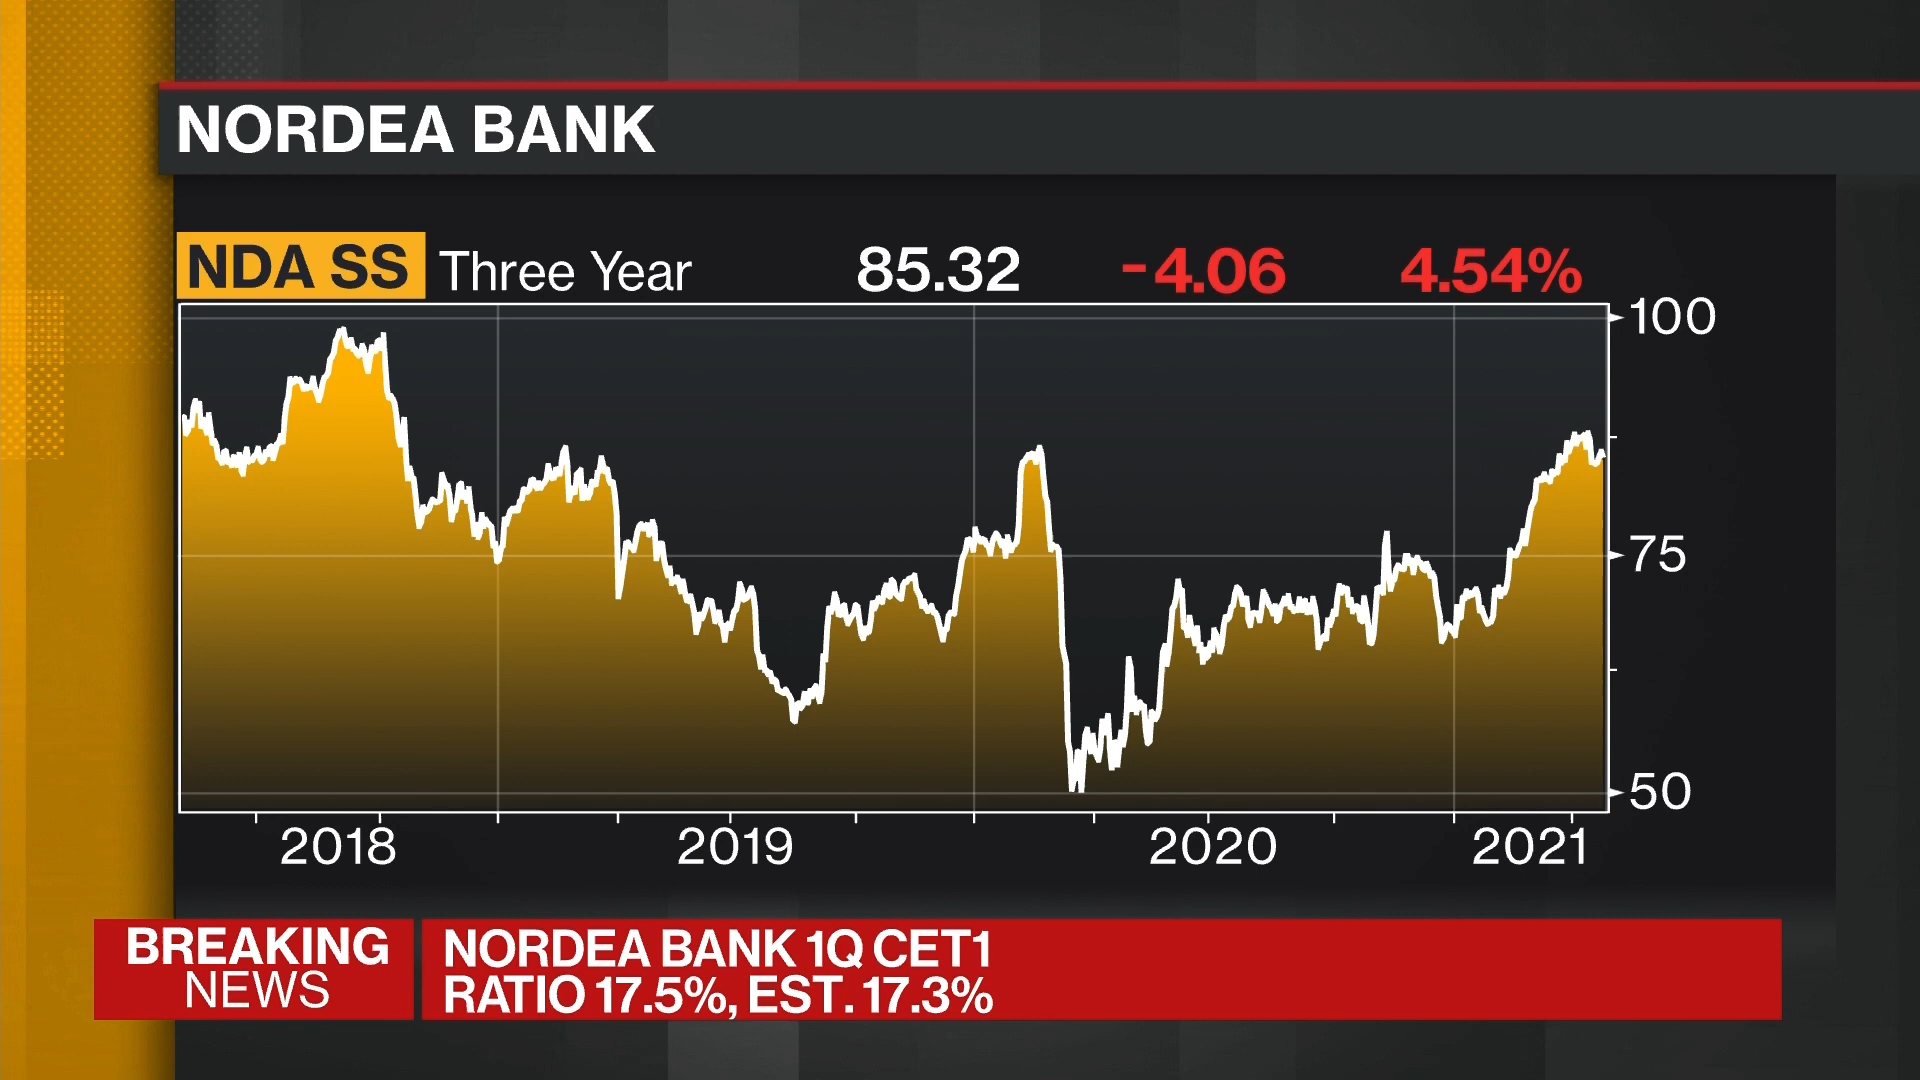 NORDEA BANK
NDA SS Three Year 85.32 -4.06 4.54%
100
75
50
2018 2019 2020 2021
BREAKING NEWS
NORDEA BANK 1Q CET1
RATIO 17.5%, EST. 17.3%